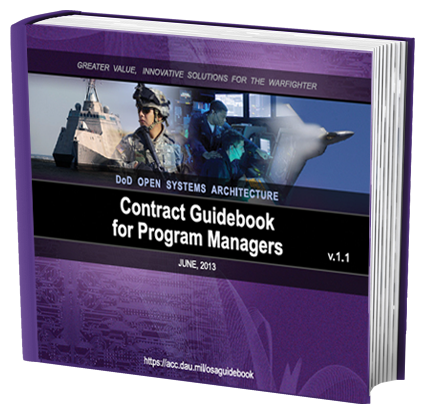 GREATER VALUE, INNOVATIVE SOLUTIONS FOR THE WARFIGHTER
DoD OPEN SYSTEMS ARCHITECTURE
Contract Guidebook
for Program Managers
v.1.1
JUNE, 2013
https://acc.dau.mil/osaguidebook